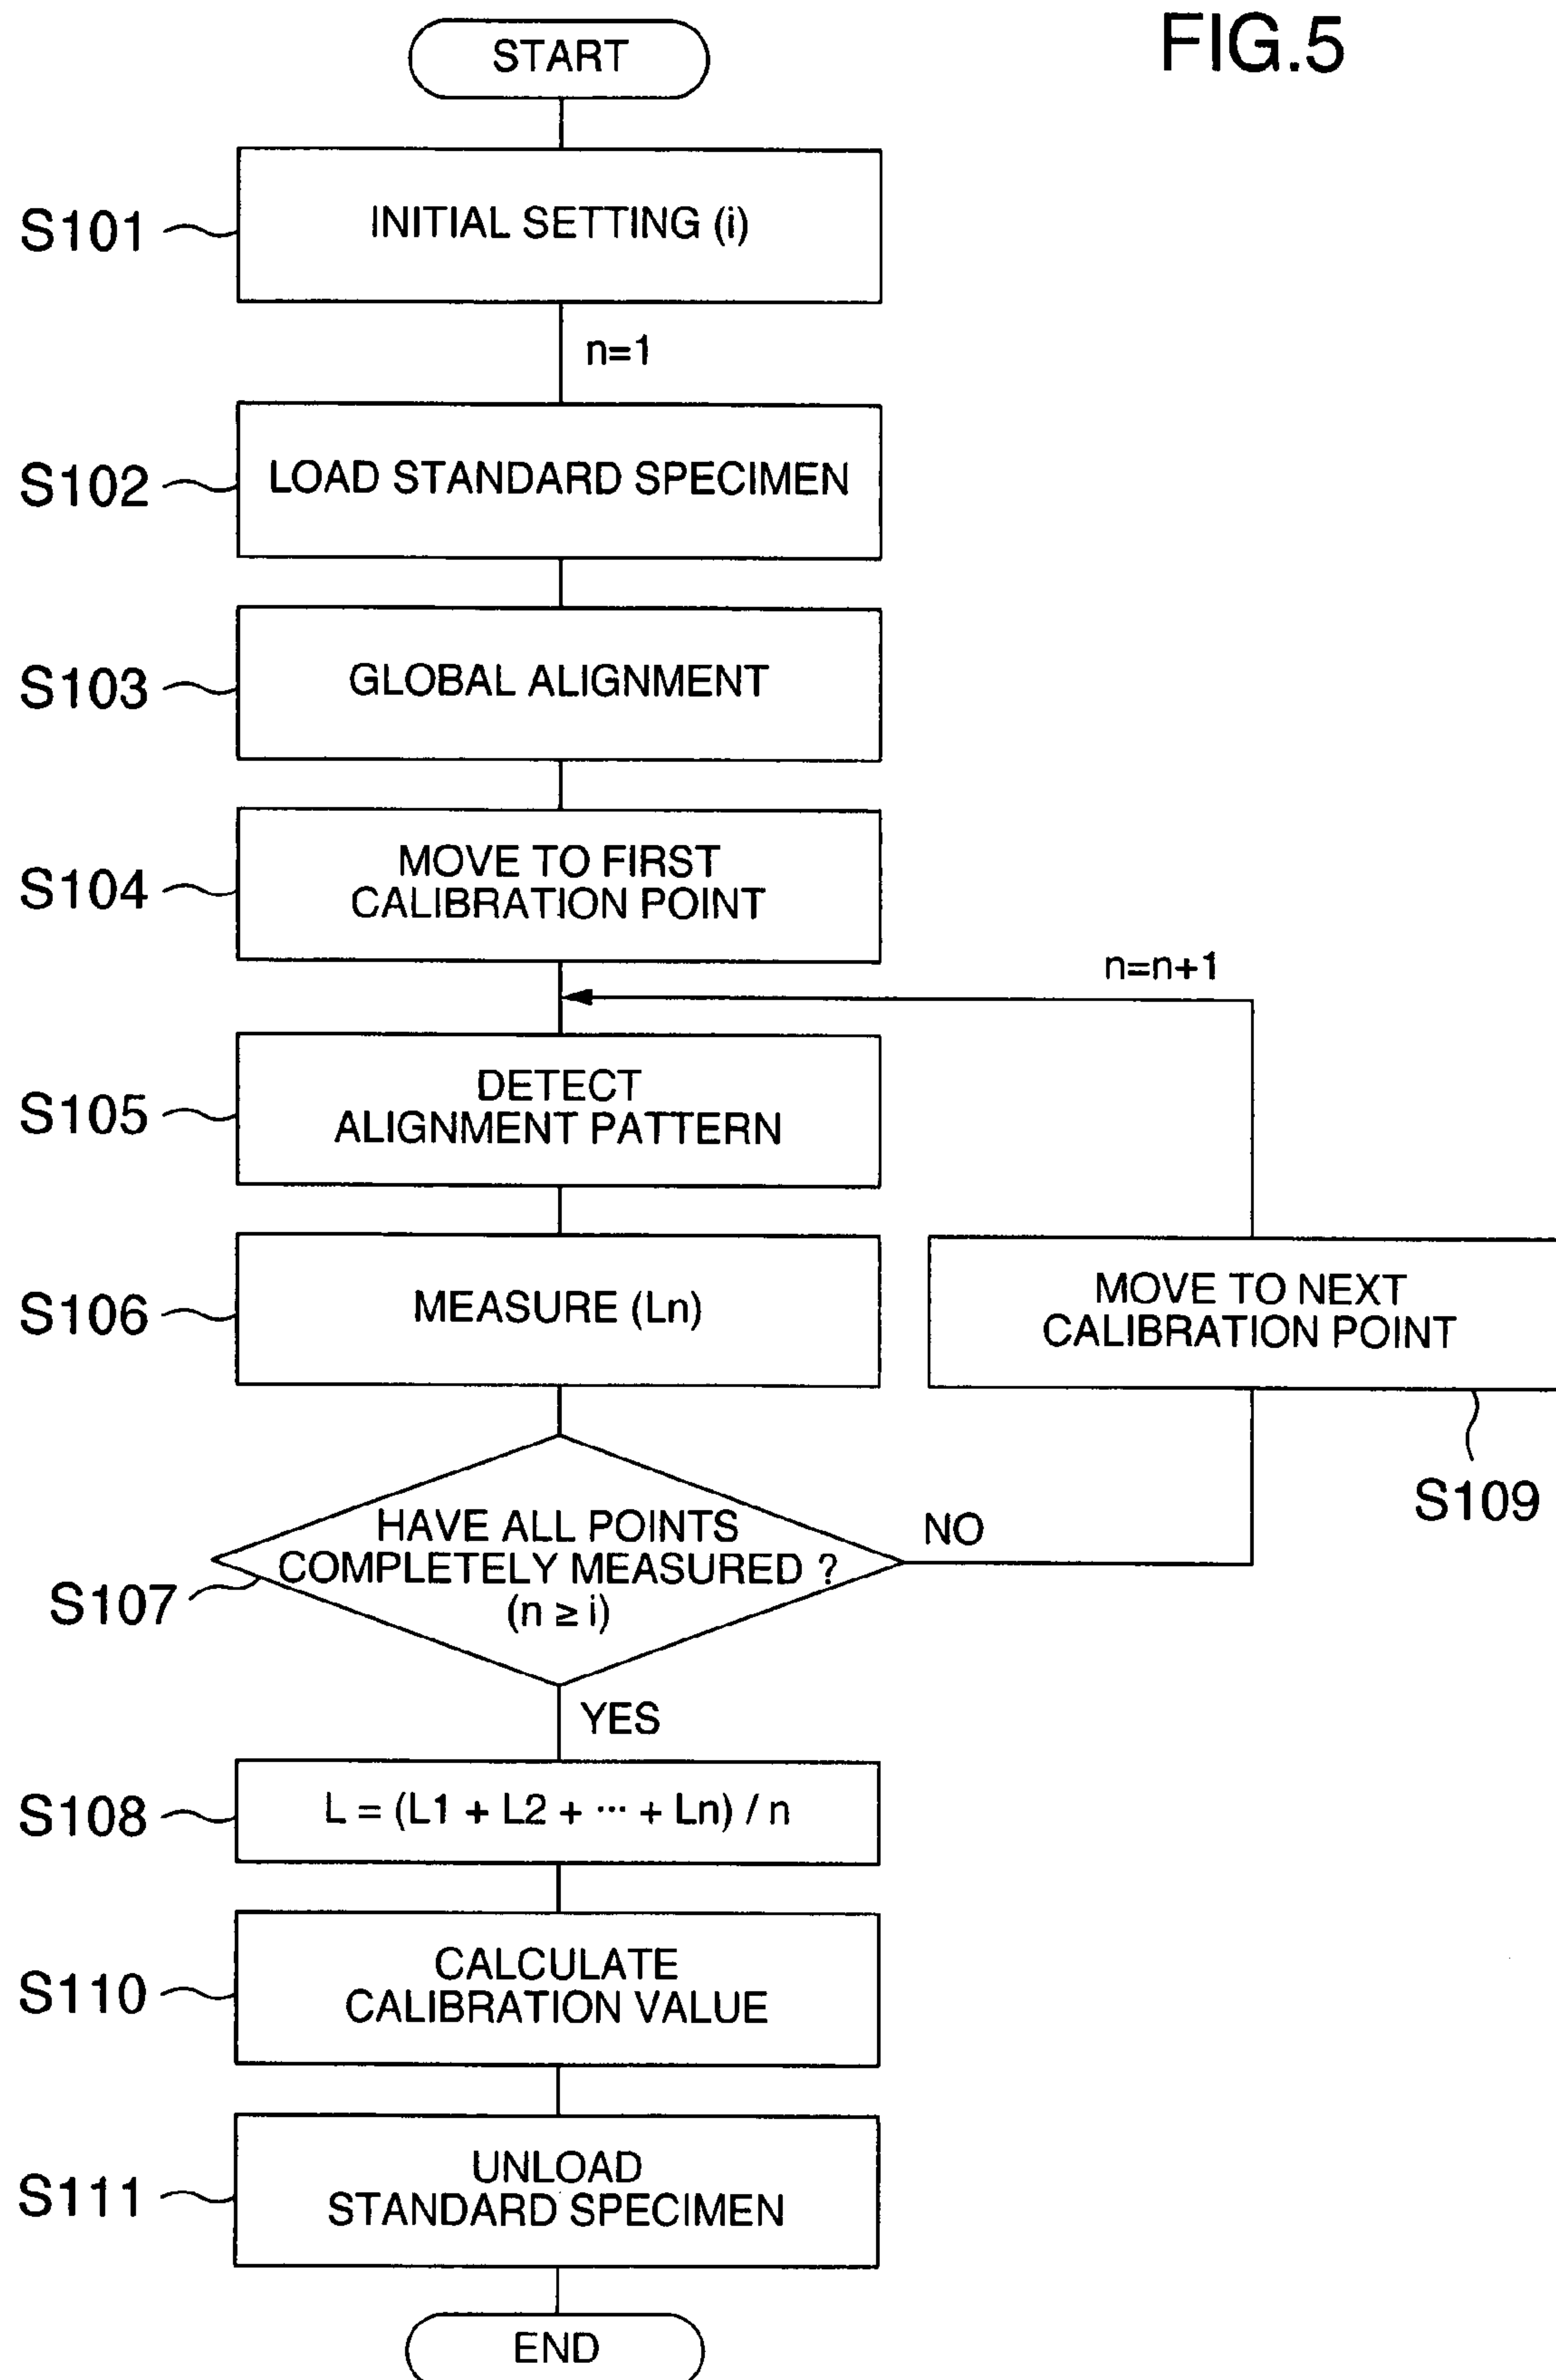 FIG.5
START
S101
INITIAL SETTING (i)
n=1
S102
LOAD STANDARD SPECIMEN
S103
GLOBAL ALIGNMENT
S104
MOVE TO FIRST
CALIBRATION POINT
n=n+1
S105
DETECT
ALIGNMENT PATTERN
S106
MEASURE (Ln)
MOVE TO NEXT
CALIBRATION POINT
S109
S107
HAVE ALL POINTS
COMPLETELY MEASURED ?
(n ≥ i)
NO
YES
S108
L = (L1 + L2 + ··· + Ln) / n
S110
CALCULATE
CALIBRATION VALUE
S111
UNLOAD
STANDARD SPECIMEN
END